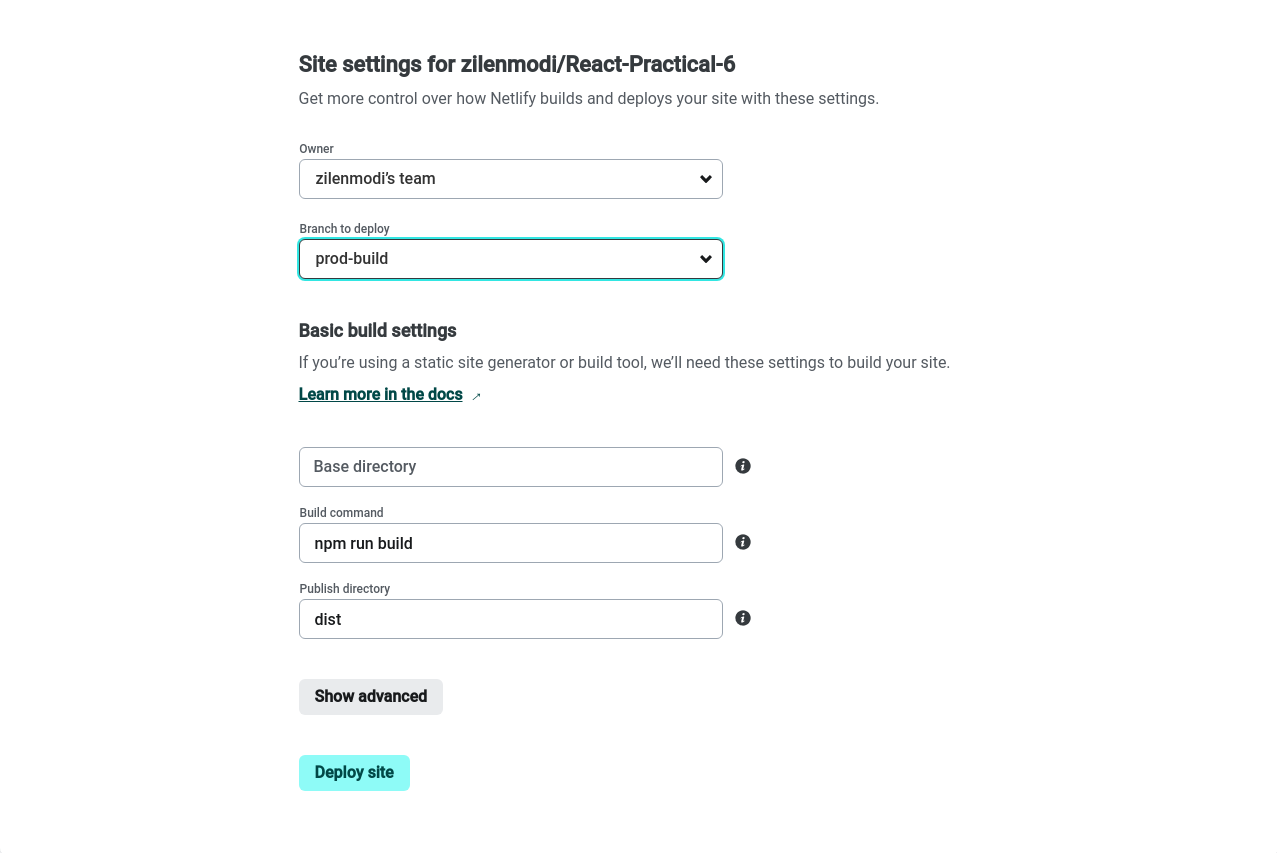 Site settings for zilenmodi/React-Practical-6
Get more control over how Netlify builds and deploys your site with these settings.
Owner
zilenmodi’s team
Branch to deploy
prod-build
Basic build settings
If you’re using a static site generator or build tool, we’ll need these settings to build your site.
Learn more in the docs →
Base directory
Build command
npm run build
Publish directory
dist
Show advanced
Deploy site